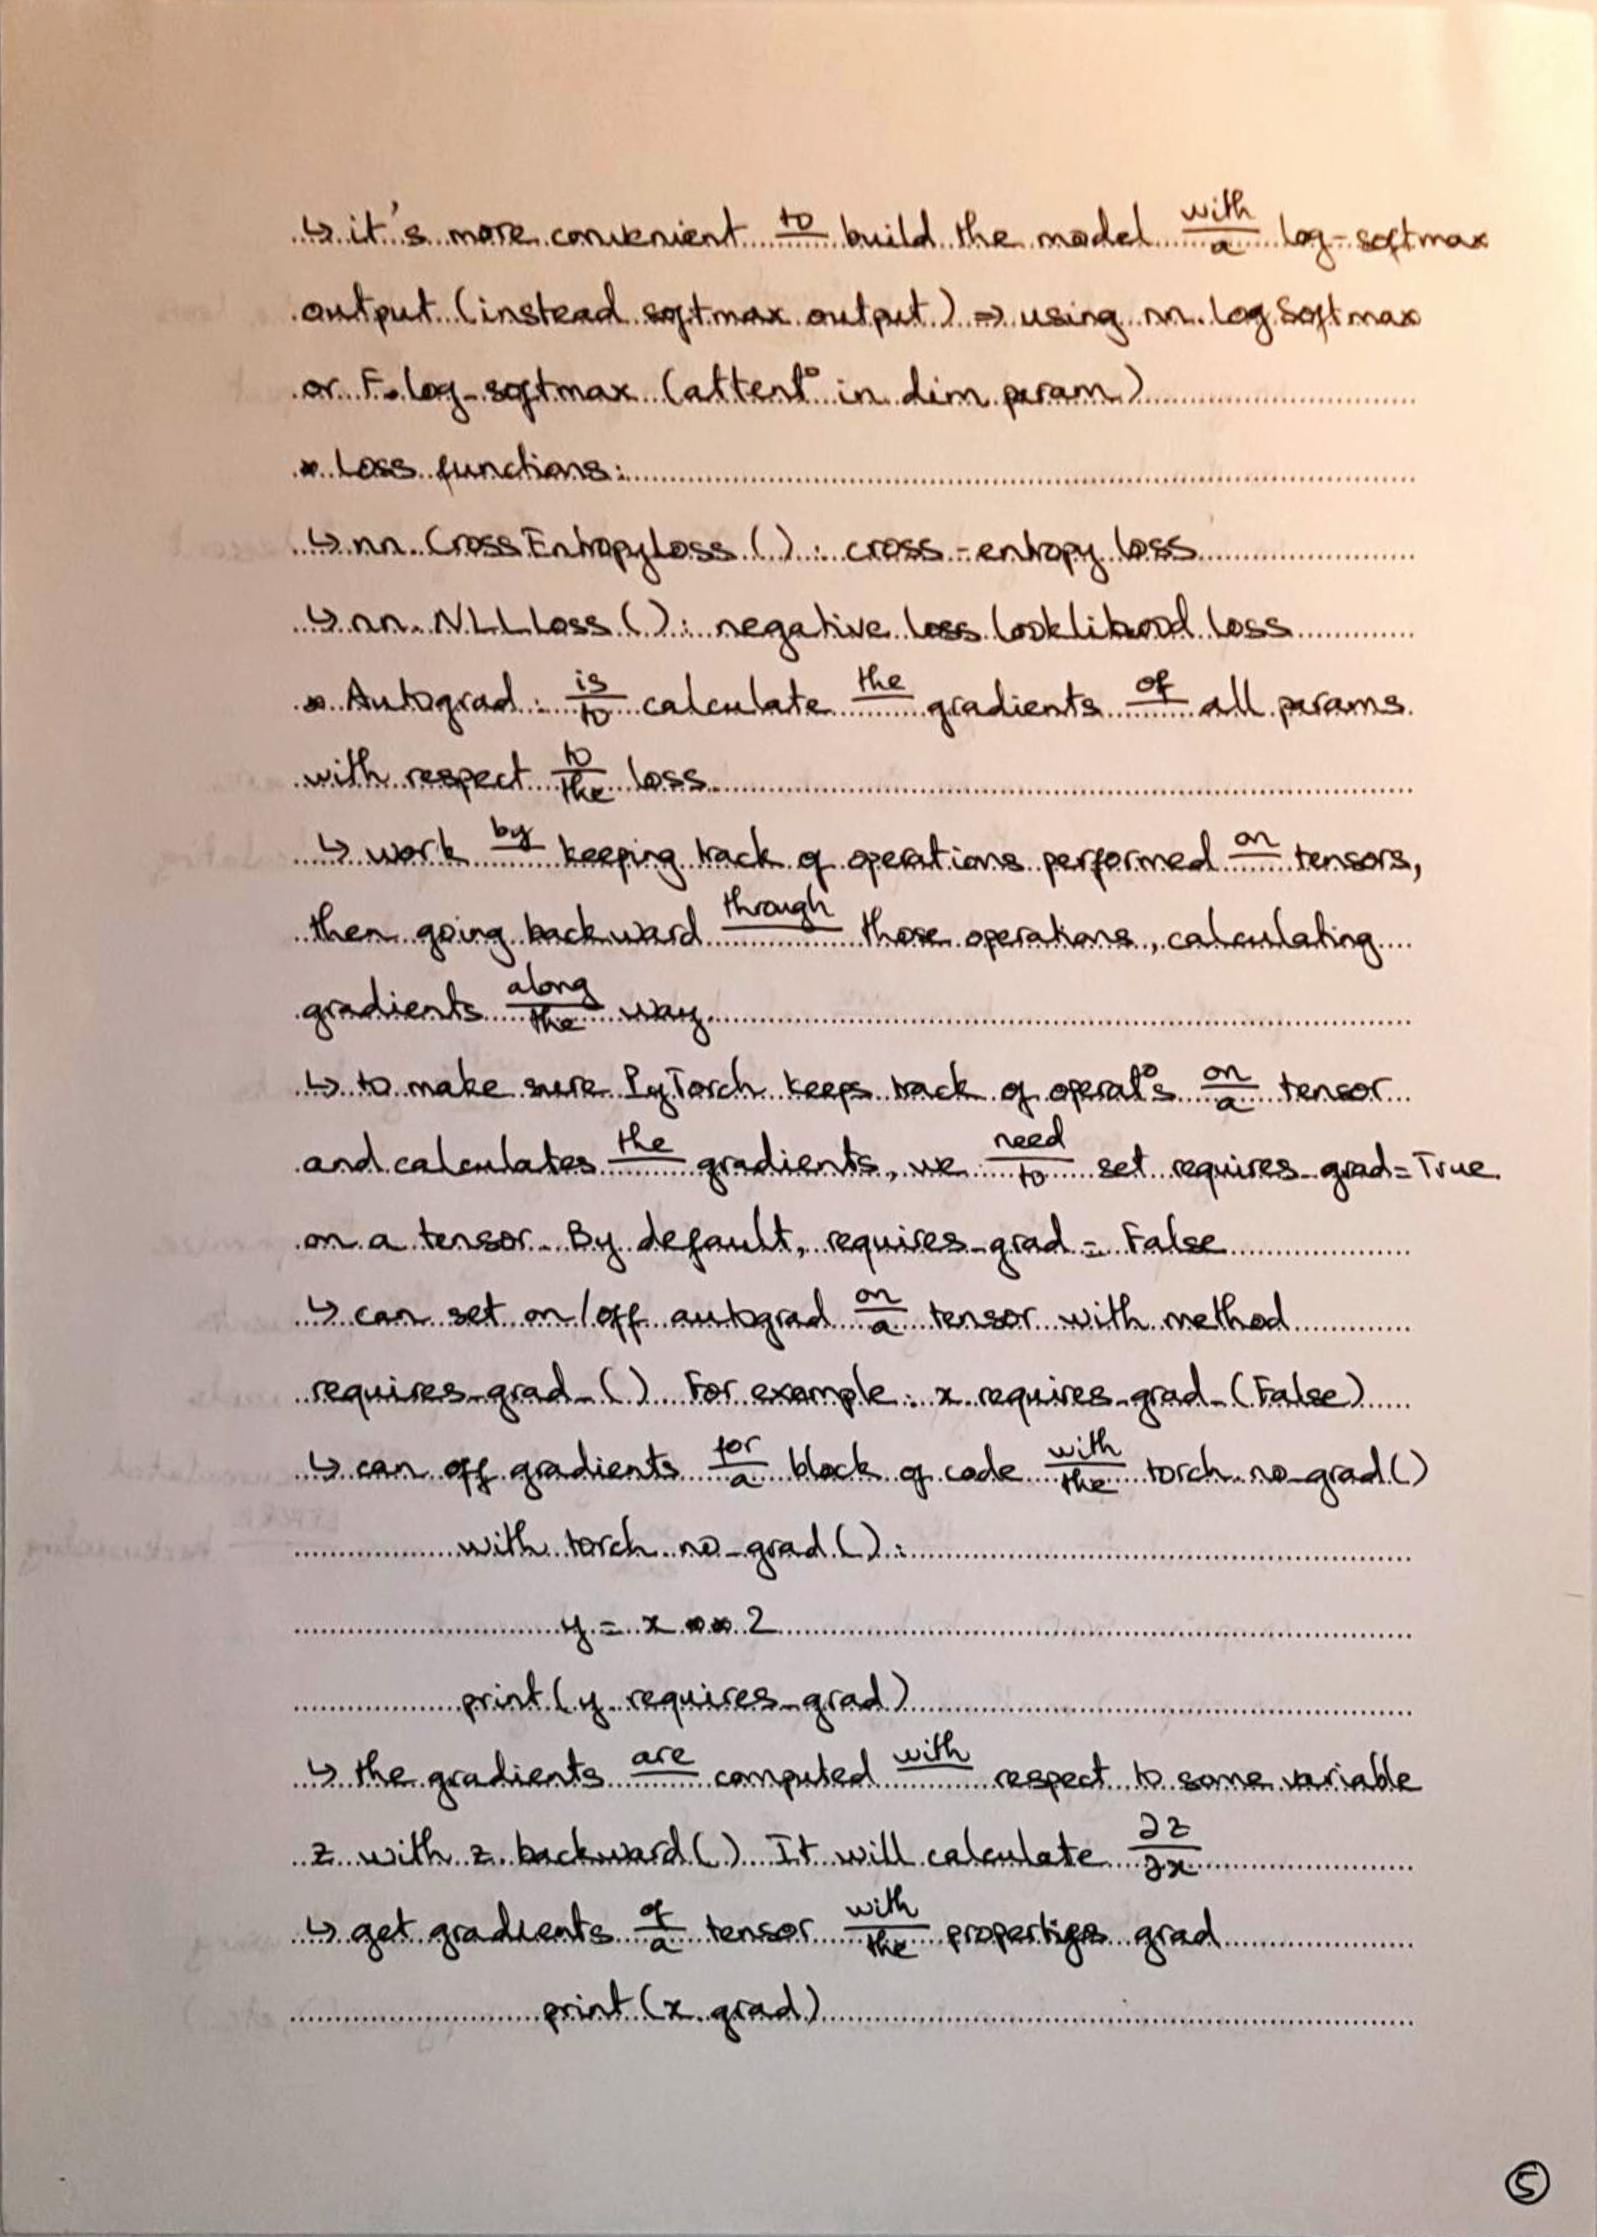 ↳ it's more convenient to build the model with a log-softmax
output (instead softmax output) ⇒ using nn.logSoftmax
or F.log_softmax (attent° in dim param)
* Loss functions:
↳ nn.CrossEntropyLoss(): cross-entropy loss
↳ nn.NLLLoss(): negative loss looklihood loss
* Autograd: is to calculate the gradients of all params
with respect to the loss
↳ work by keeping track of operations performed on tensors,
then going backward through those operations, calculating
gradients along the way.
↳ to make sure PyTorch keeps track of operat°s on a tensor
and calculates the gradients, we need to set requires_grad=True
on a tensor. By default, requires_grad = False
↳ can set on/off autograd on a tensor with method
requires_grad_(). For example: x.requires_grad_(False)
↳ can off gradients for a block of code with the torch.no_grad()
with torch.no_grad():
y = x ** 2
print(y.requires_grad)
↳ the gradients are computed with respect to some variable
z with z.backward(). It will calculate ∂z/∂x
↳ get gradients of a tensor with the properties grad
print(x.grad)
5